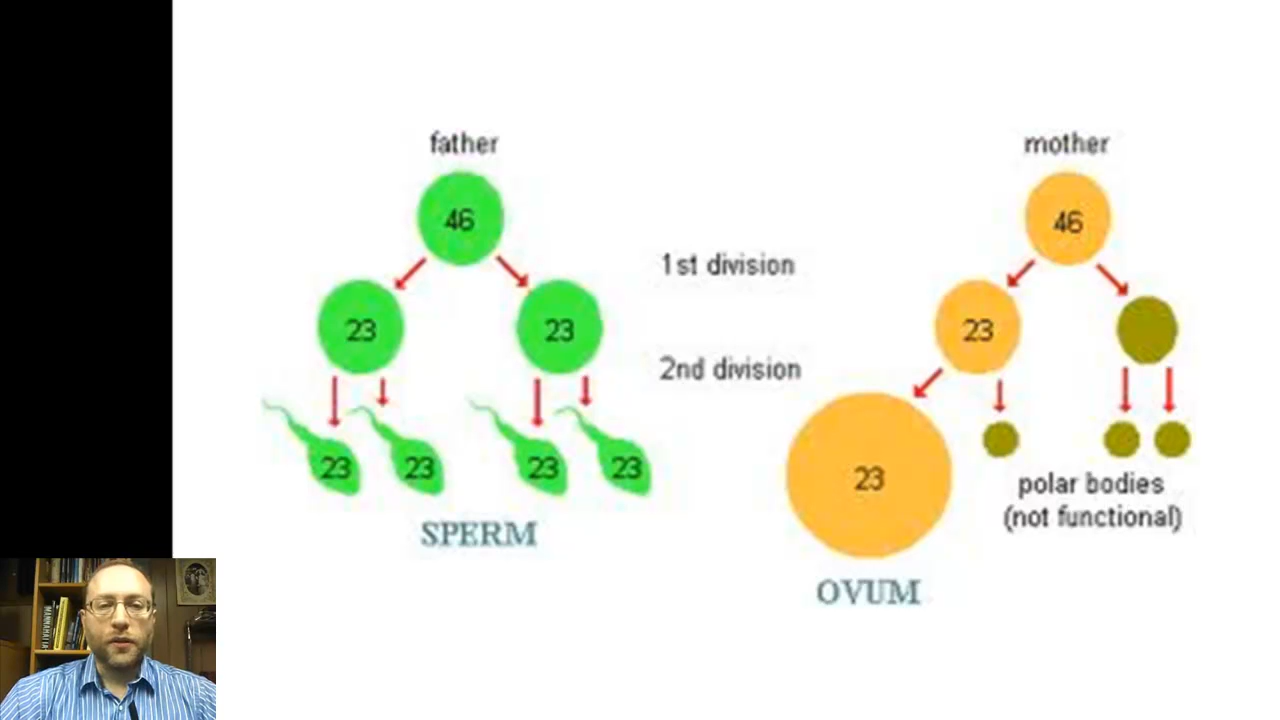 father
mother
46
46
1st division
23
23
23
2nd division
23
23
23
23
23
polar bodies
(not functional)
SPERM
OVUM
MANNAHATTA